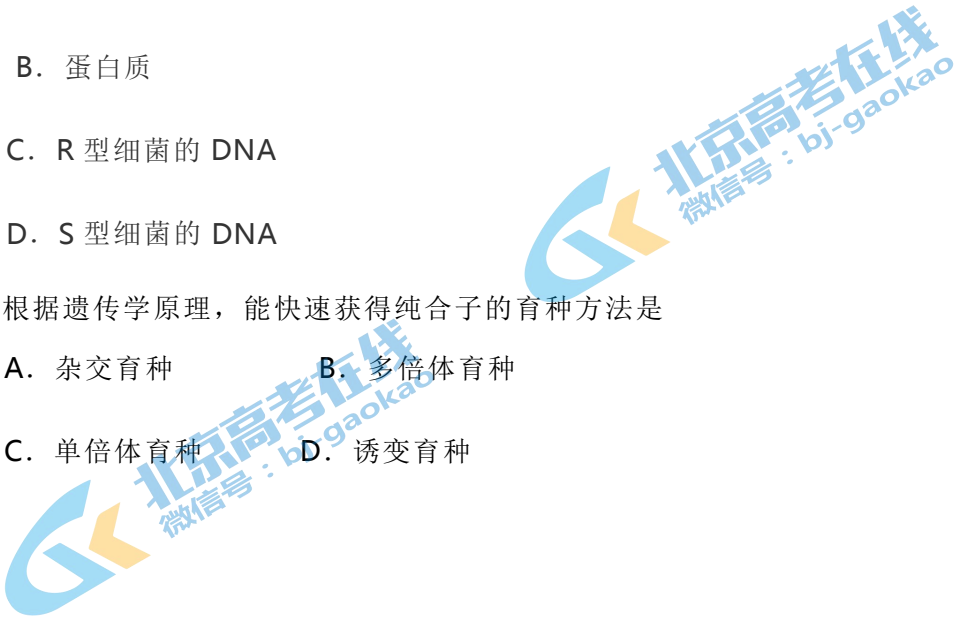 B. 蛋白质
北京高考在线
微信号：bj-gaokao
C. R 型细菌的 DNA
D. S 型细菌的 DNA
根据遗传学原理，能快速获得纯合子的育种方法是
A. 杂交育种 B. 多倍体育种
C. 单倍体育种 D. 诱变育种
北京高考在线
微信号：bj-gaokao